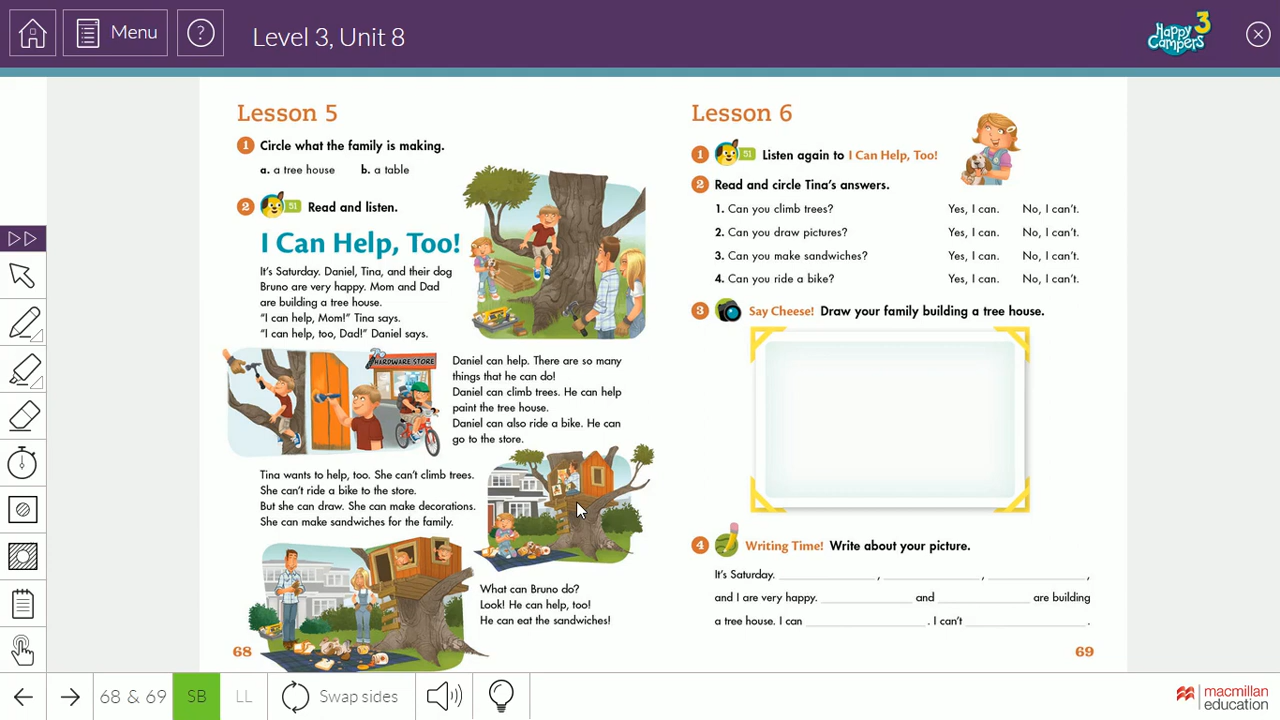 Menu
?
Level 3, Unit 8
Happy Campers 3
Lesson 5
1 Circle what the family is making.
a. a tree house b. a table
2 51 Read and listen.
I Can Help, Too!
It's Saturday. Daniel, Tina, and their dog
Bruno are very happy. Mom and Dad
are building a tree house.
"I can help, Mom!" Tina says.
"I can help, too, Dad!" Daniel says.
HARDWARE STORE
Daniel can help. There are so many
things that he can do!
Daniel can climb trees. He can help
paint the tree house.
Daniel can also ride a bike. He can
go to the store.
Tina wants to help, too. She can't climb trees.
She can't ride a bike to the store.
But she can draw. She can make decorations.
She can make sandwiches for the family.
What can Bruno do?
Look! He can help, too!
He can eat the sandwiches!
68
Lesson 6
1 51 Listen again to I Can Help, Too!
2 Read and circle Tina's answers.
1. Can you climb trees? Yes, I can. No, I can't.
2. Can you draw pictures? Yes, I can. No, I can't.
3. Can you make sandwiches? Yes, I can. No, I can't.
4. Can you ride a bike? Yes, I can. No, I can't.
3 Say Cheese! Draw your family building a tree house.
4 Writing Time! Write about your picture.
It's Saturday. ____, ____, ____,
and I are very happy. ____ and ____ are building
a tree house. I can ____. I can't ____.
69
68 & 69
SB
LL
Swap sides
macmillan
education